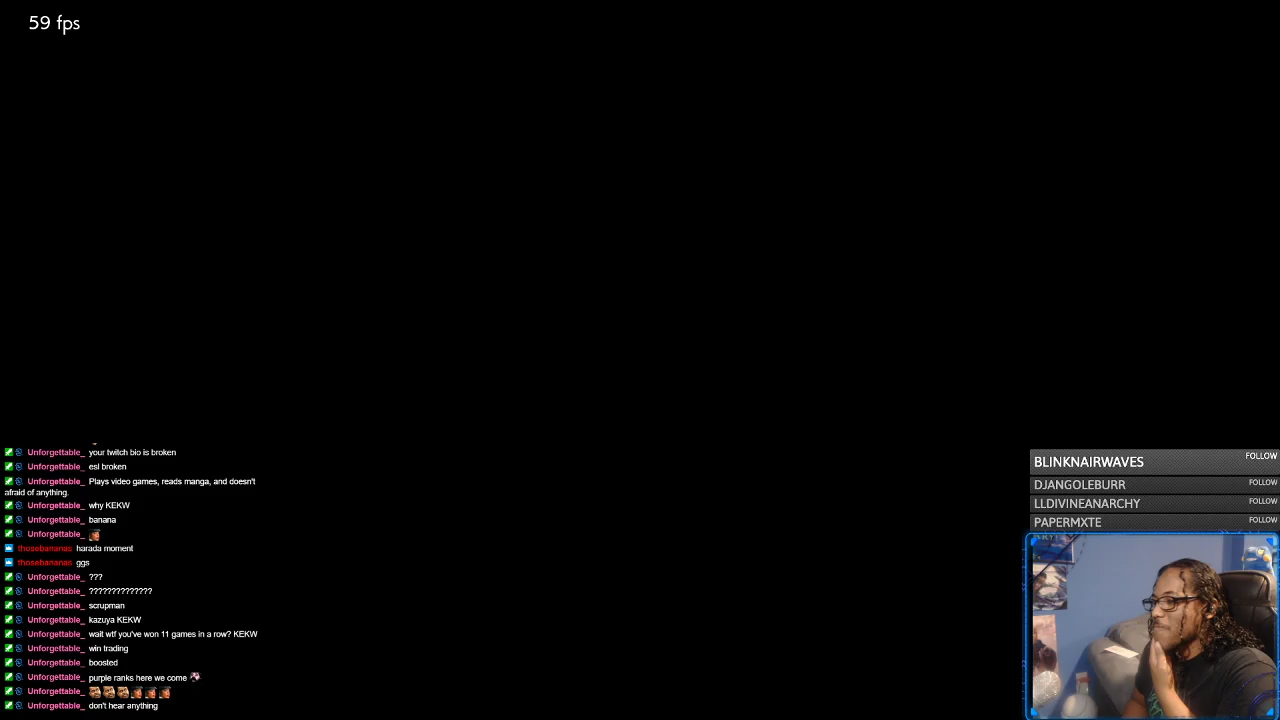 59 fps
Unforgettable_ your twitch bio is broken
Unforgettable_ esl broken
Unforgettable_ Plays video games, reads manga, and doesn't
afraid of anything.
Unforgettable_ why KEKW
Unforgettable_ banana
Unforgettable_
thosebananas harada moment
thosebananas ggs
Unforgettable_ ???
Unforgettable_ ??????????????
Unforgettable_ scrupman
Unforgettable_ kazuya KEKW
Unforgettable_ wait wtf you've won 11 games in a row? KEKW
Unforgettable_ win trading
Unforgettable_ boosted
Unforgettable_ purple ranks here we come
Unforgettable_
Unforgettable_ don't hear anything
BLINKNAIRWAVES FOLLOW
DJANGOLEBURR FOLLOW
LLDIVINEANARCHY FOLLOW
PAPERMXTE FOLLOW